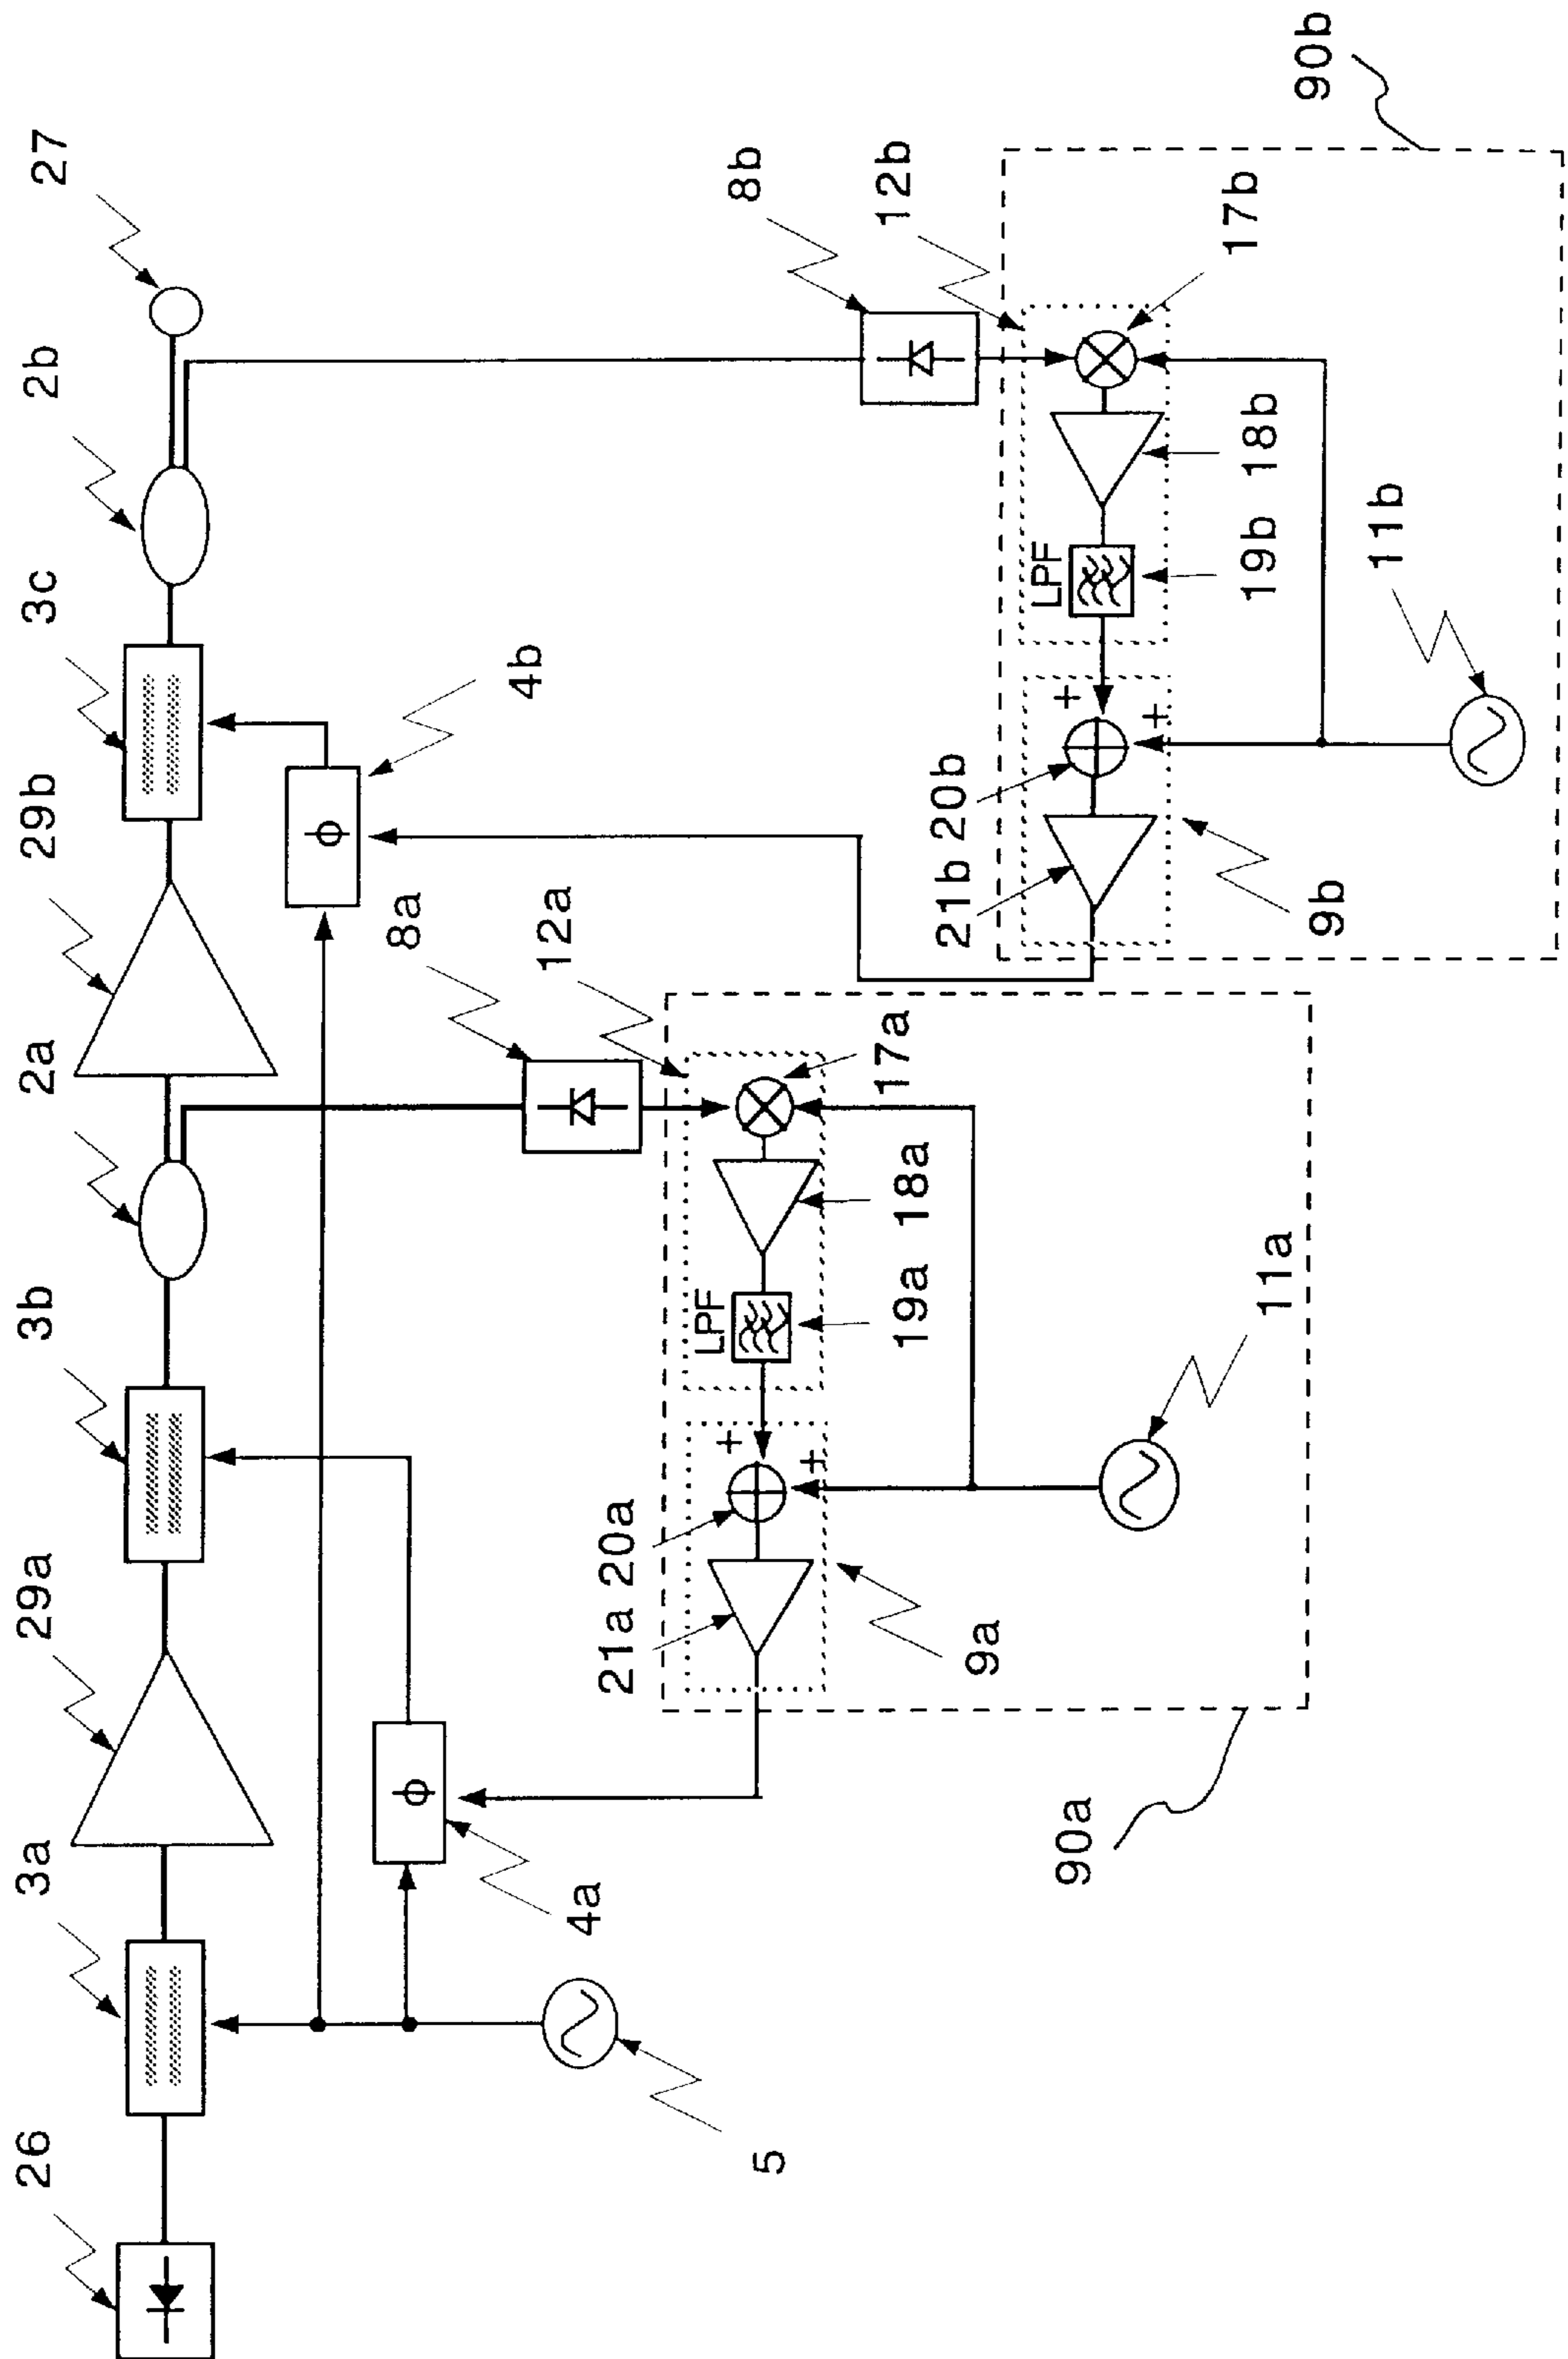 26
3a
29a
3b
2a
29b
3c
2b
27
5
4a
4b
8a
12a
8b
12b
90a
21a
20a
LPF
19a
18a
17a
+
+
ϕ
9a
11a
21b
20b
LPF
19b
18b
17b
+
+
ϕ
9b
11b
90b